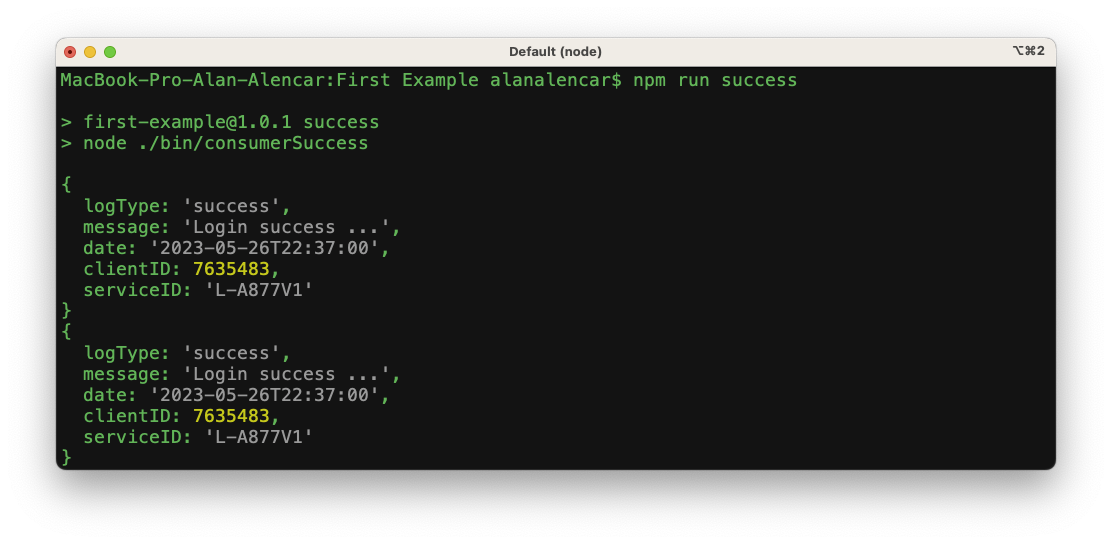 Default (node)
⌥⌘2
MacBook-Pro-Alan-Alencar:First Example alanalencar$ npm run success
> first-example@1.0.1 success
> node ./bin/consumerSuccess
{
  logType: 'success',
  message: 'Login success ...',
  date: '2023-05-26T22:37:00',
  clientID: 7635483,
  serviceID: 'L-A877V1'
}
{
  logType: 'success',
  message: 'Login success ...',
  date: '2023-05-26T22:37:00',
  clientID: 7635483,
  serviceID: 'L-A877V1'
}